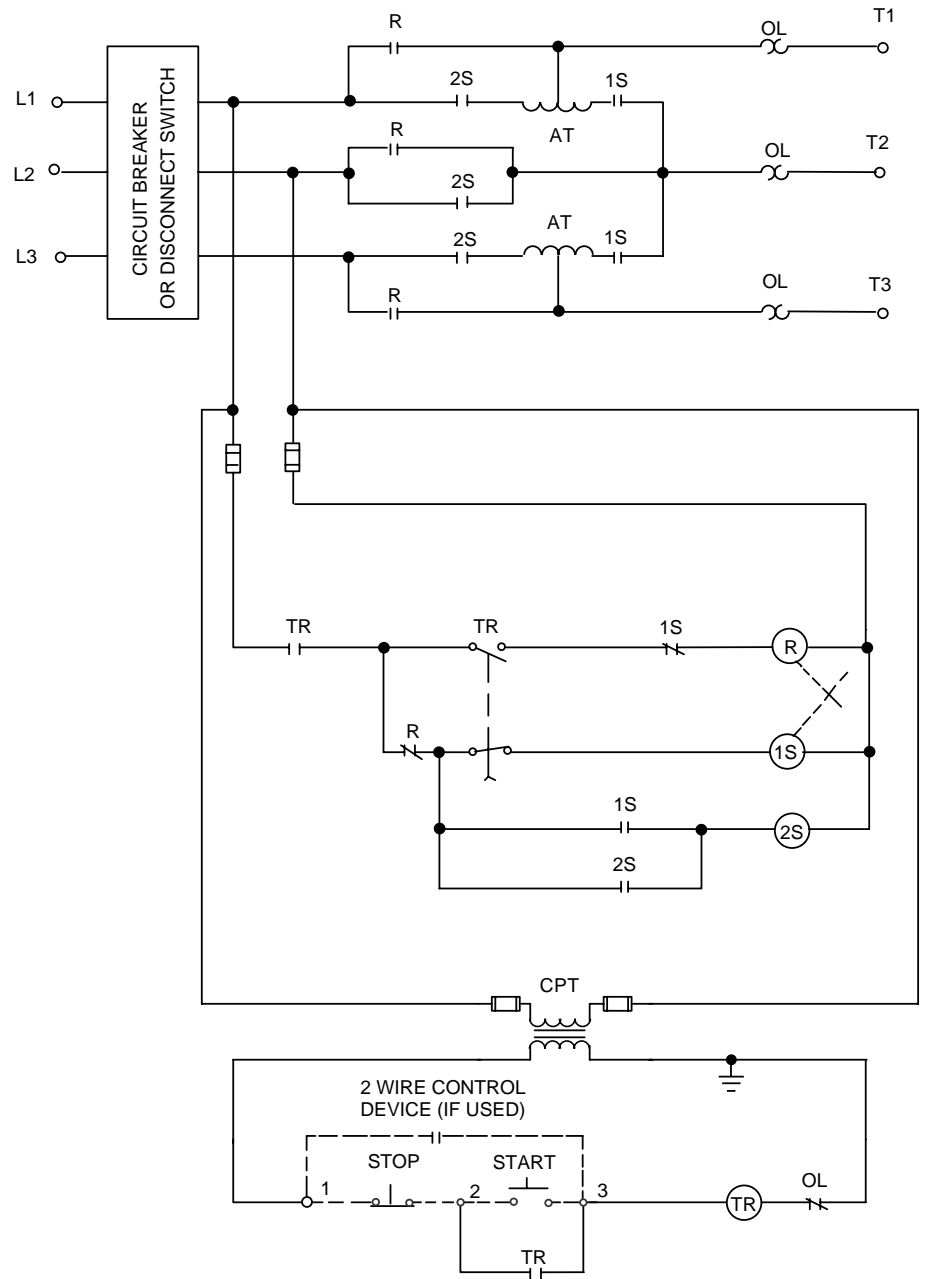 R
OL
T1
L1
2S
1S
AT
R
OL
T2
L2
2S
AT
L3
2S
1S
CIRCUIT BREAKER
OR DISCONNECT SWITCH
R
OL
T3
TR
TR
1S
R
R
1S
1S
2S
2S
CPT
2 WIRE CONTROL
DEVICE (IF USED)
STOP
START
1
2
3
TR
OL
TR